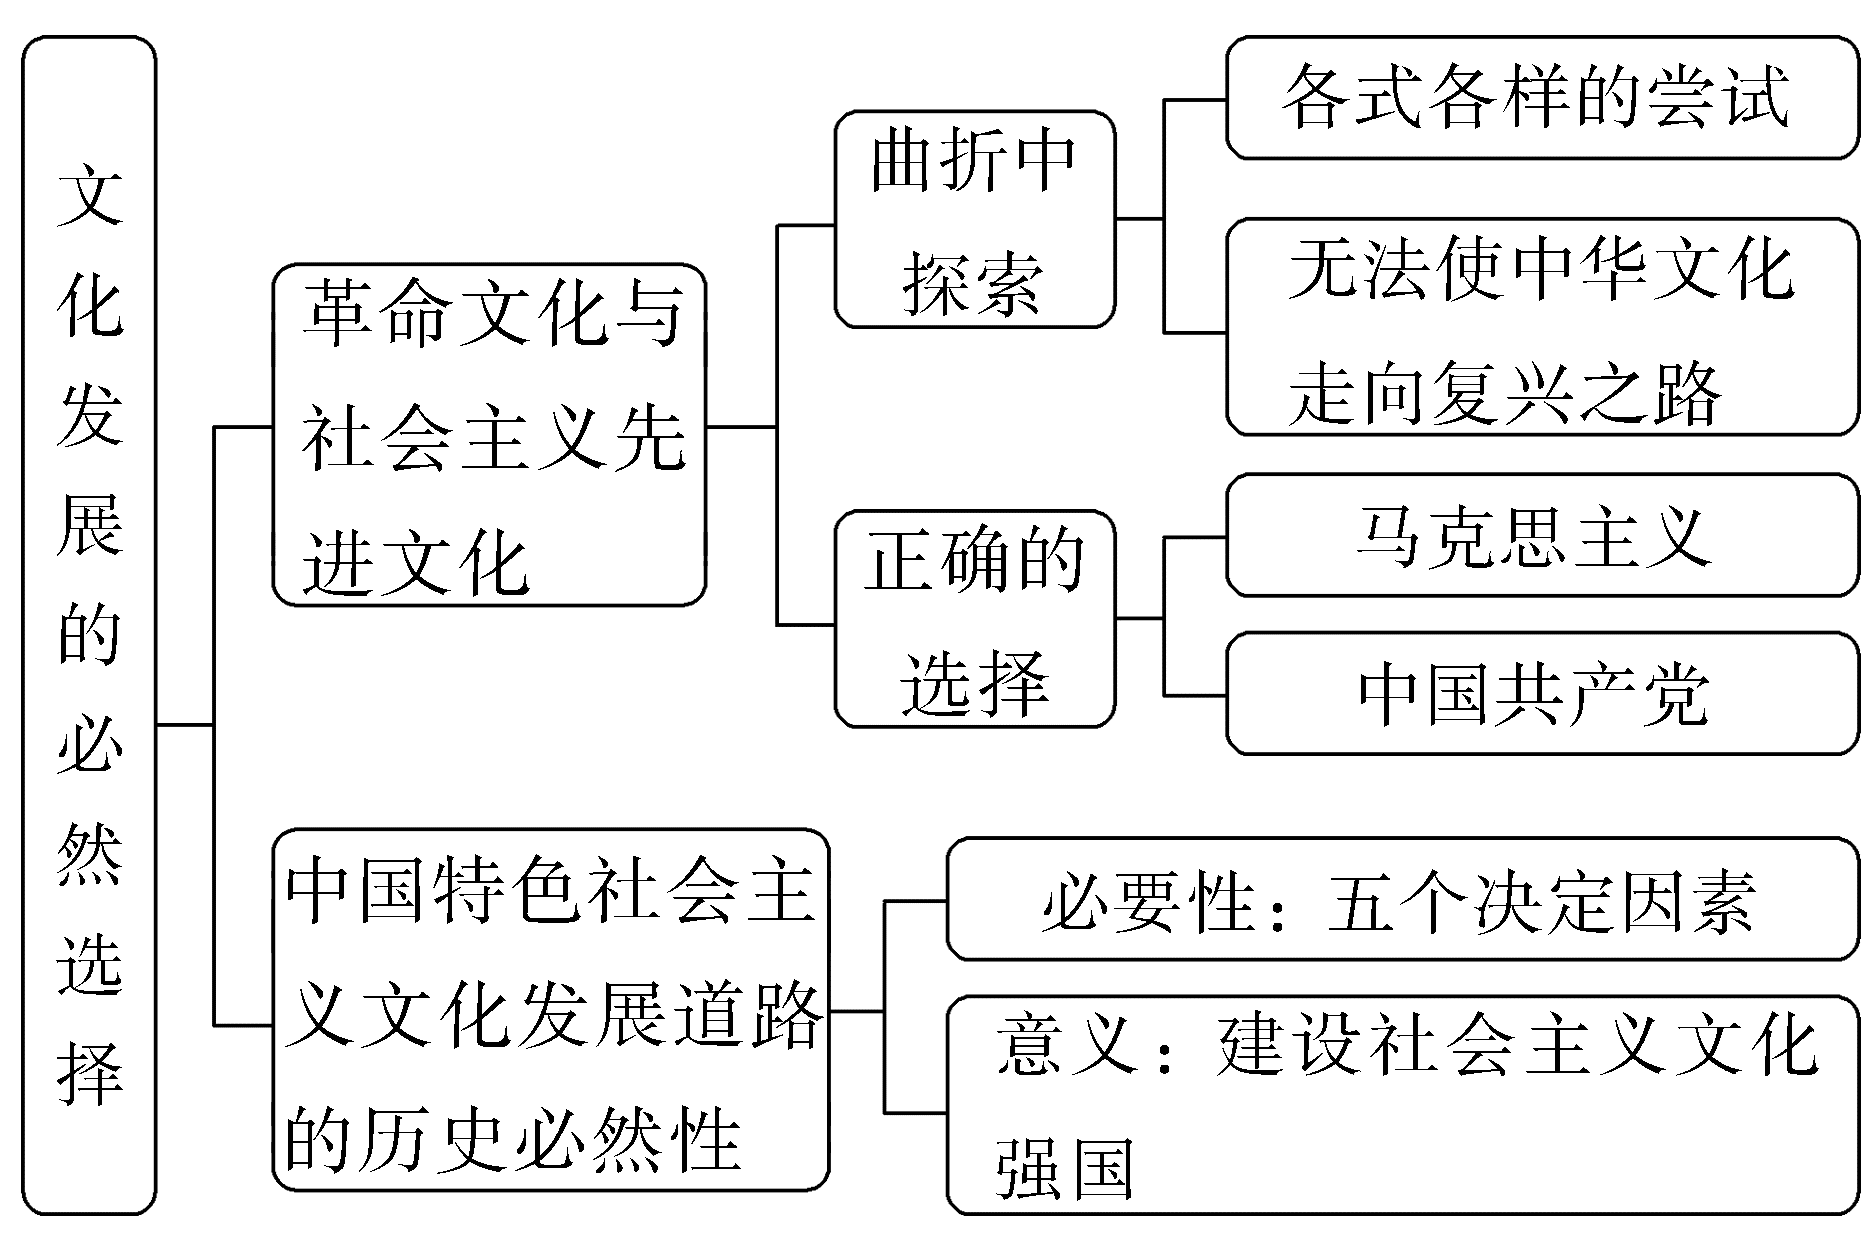 文化发展的必然选择
革命文化与
社会主义先
进文化
曲折中
探索
各式各样的尝试
无法使中华文化
走向复兴之路
正确的
选择
马克思主义
中国共产党
中国特色社会主
义文化发展道路
的历史必然性
必要性：五个决定因素
意义：建设社会主义文化
强国